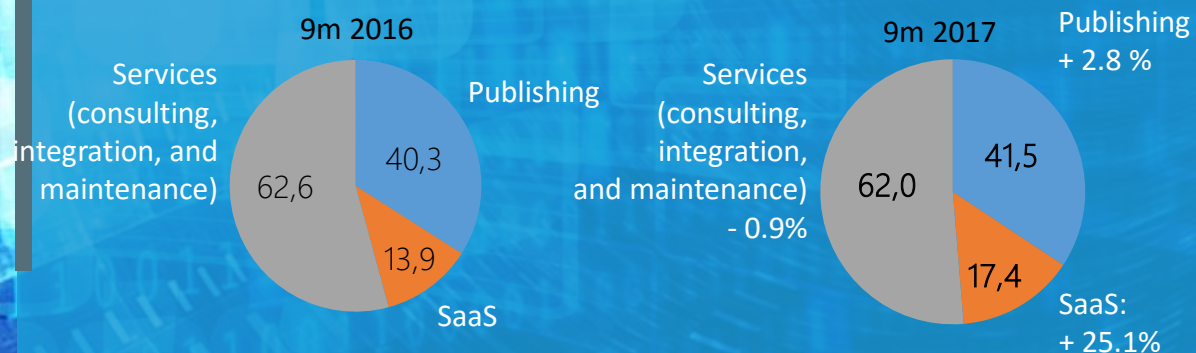 9m 2016
Services
(consulting,
integration, and
maintenance)
Publishing
40,3
62,6
13,9
SaaS
9m 2017
Publishing
+ 2.8 %
Services
(consulting,
integration,
and maintenance)
- 0.9%
41,5
62,0
17,4
SaaS:
+ 25.1%